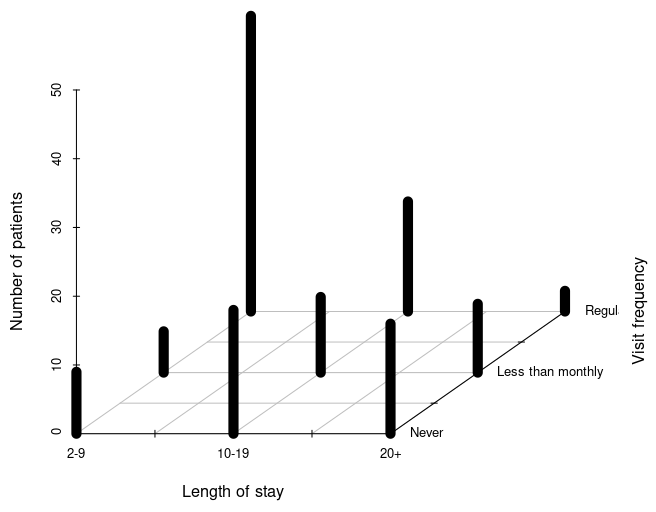 50
40
30
20
10
0
Number of patients
2-9
10-19
20+
Length of stay
Never
Less than monthly
Regul
Visit frequency